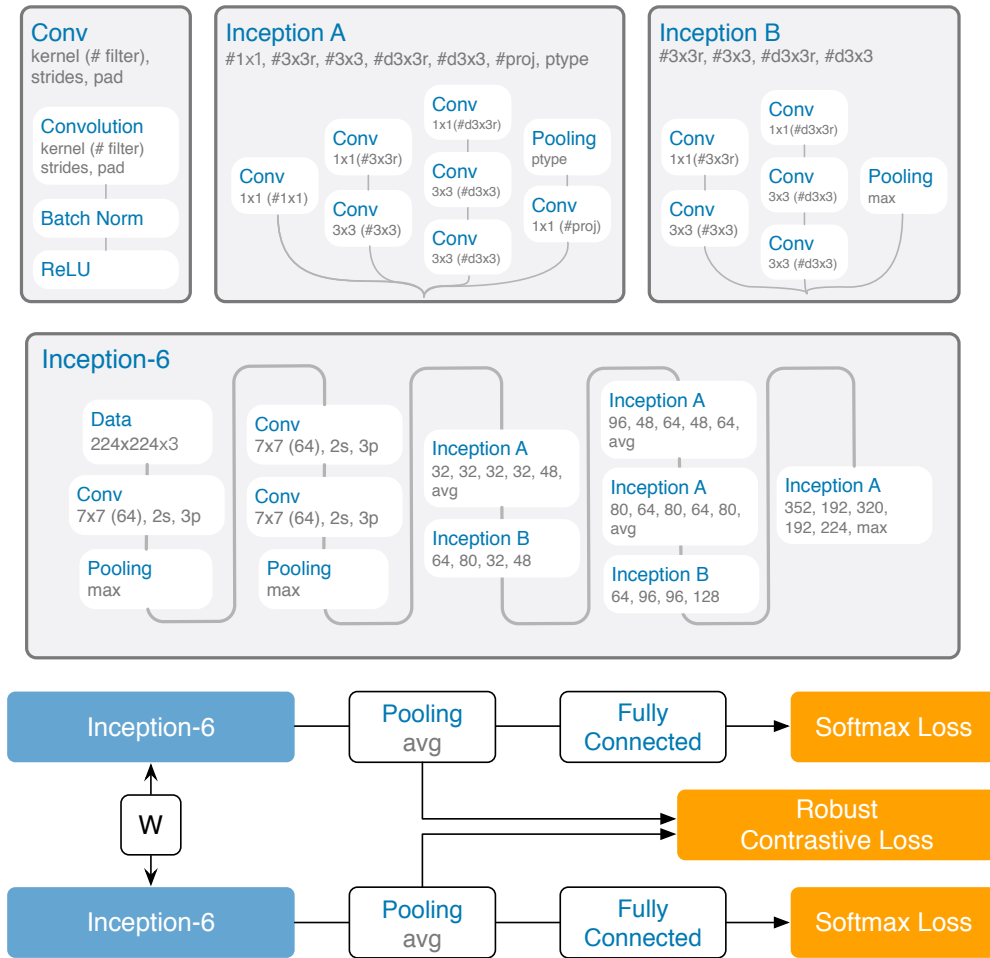 Conv
kernel (# filter),
strides, pad
Convolution
kernel (# filter)
strides, pad
Batch Norm
ReLU
Inception A
#1x1, #3x3r, #3x3, #d3x3r, #d3x3, #proj, ptype
Conv
1x1 (#1x1)
Conv
1x1(#3x3r)
Conv
3x3 (#3x3)
Conv
1x1(#d3x3r)
Conv
3x3 (#d3x3)
Conv
3x3 (#d3x3)
Pooling
ptype
Conv
1x1 (#proj)
Inception B
#3x3r, #3x3, #d3x3r, #d3x3
Conv
1x1(#3x3r)
Conv
3x3 (#3x3)
Conv
1x1(#d3x3r)
Conv
3x3 (#d3x3)
Conv
3x3 (#d3x3)
Pooling
max
Inception-6
Data
224x224x3
Conv
7x7 (64), 2s, 3p
Pooling
max
Conv
7x7 (64), 2s, 3p
Conv
7x7 (64), 2s, 3p
Pooling
max
Inception A
32, 32, 32, 32, 48,
avg
Inception B
64, 80, 32, 48
Inception A
96, 48, 64, 48, 64,
avg
Inception A
80, 64, 80, 64, 80,
avg
Inception B
64, 96, 96, 128
Inception A
352, 192, 320,
192, 224, max
Inception-6
Pooling
avg
Fully
Connected
Softmax Loss
W
Robust
Contrastive Loss
Inception-6
Pooling
avg
Fully
Connected
Softmax Loss